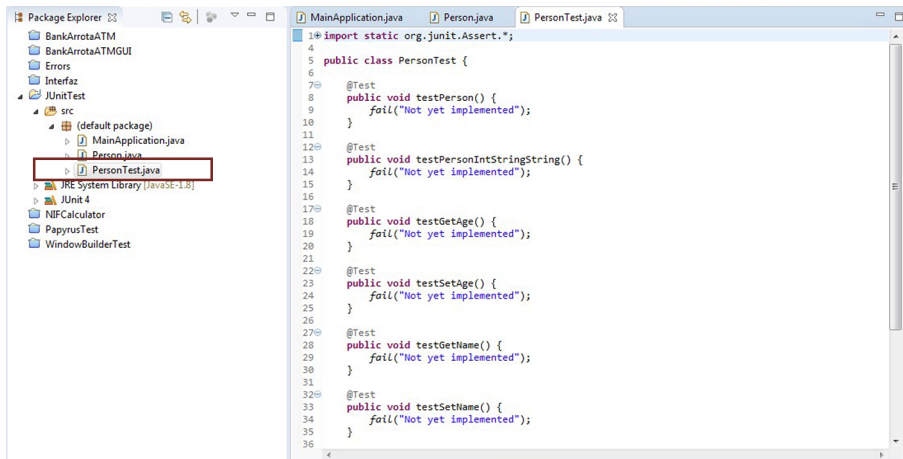 Package Explorer
BankArrotaATM
BankArrotaATMGUI
Errors
Interfaz
JUnitTest
src
(default package)
MainApplication.java
Person.java
PersonTest.java
JRE System Library [JavaSE-1.8]
JUnit 4
NIFCalculator
PapyrusTest
WindowBuilderTest
MainApplication.java Person.java PersonTest.java
1 import static org.junit.Assert.*;
4
5 public class PersonTest {
6
7 @Test
8 public void testPerson() {
9 fail("Not yet implemented");
10 }
11
12 @Test
13 public void testPersonIntStringString() {
14 fail("Not yet implemented");
15 }
16
17 @Test
18 public void testGetAge() {
19 fail("Not yet implemented");
20 }
21
22 @Test
23 public void testSetAge() {
24 fail("Not yet implemented");
25 }
26
27 @Test
28 public void testGetName() {
29 fail("Not yet implemented");
30 }
31
32 @Test
33 public void testSetName() {
34 fail("Not yet implemented");
35 }
36